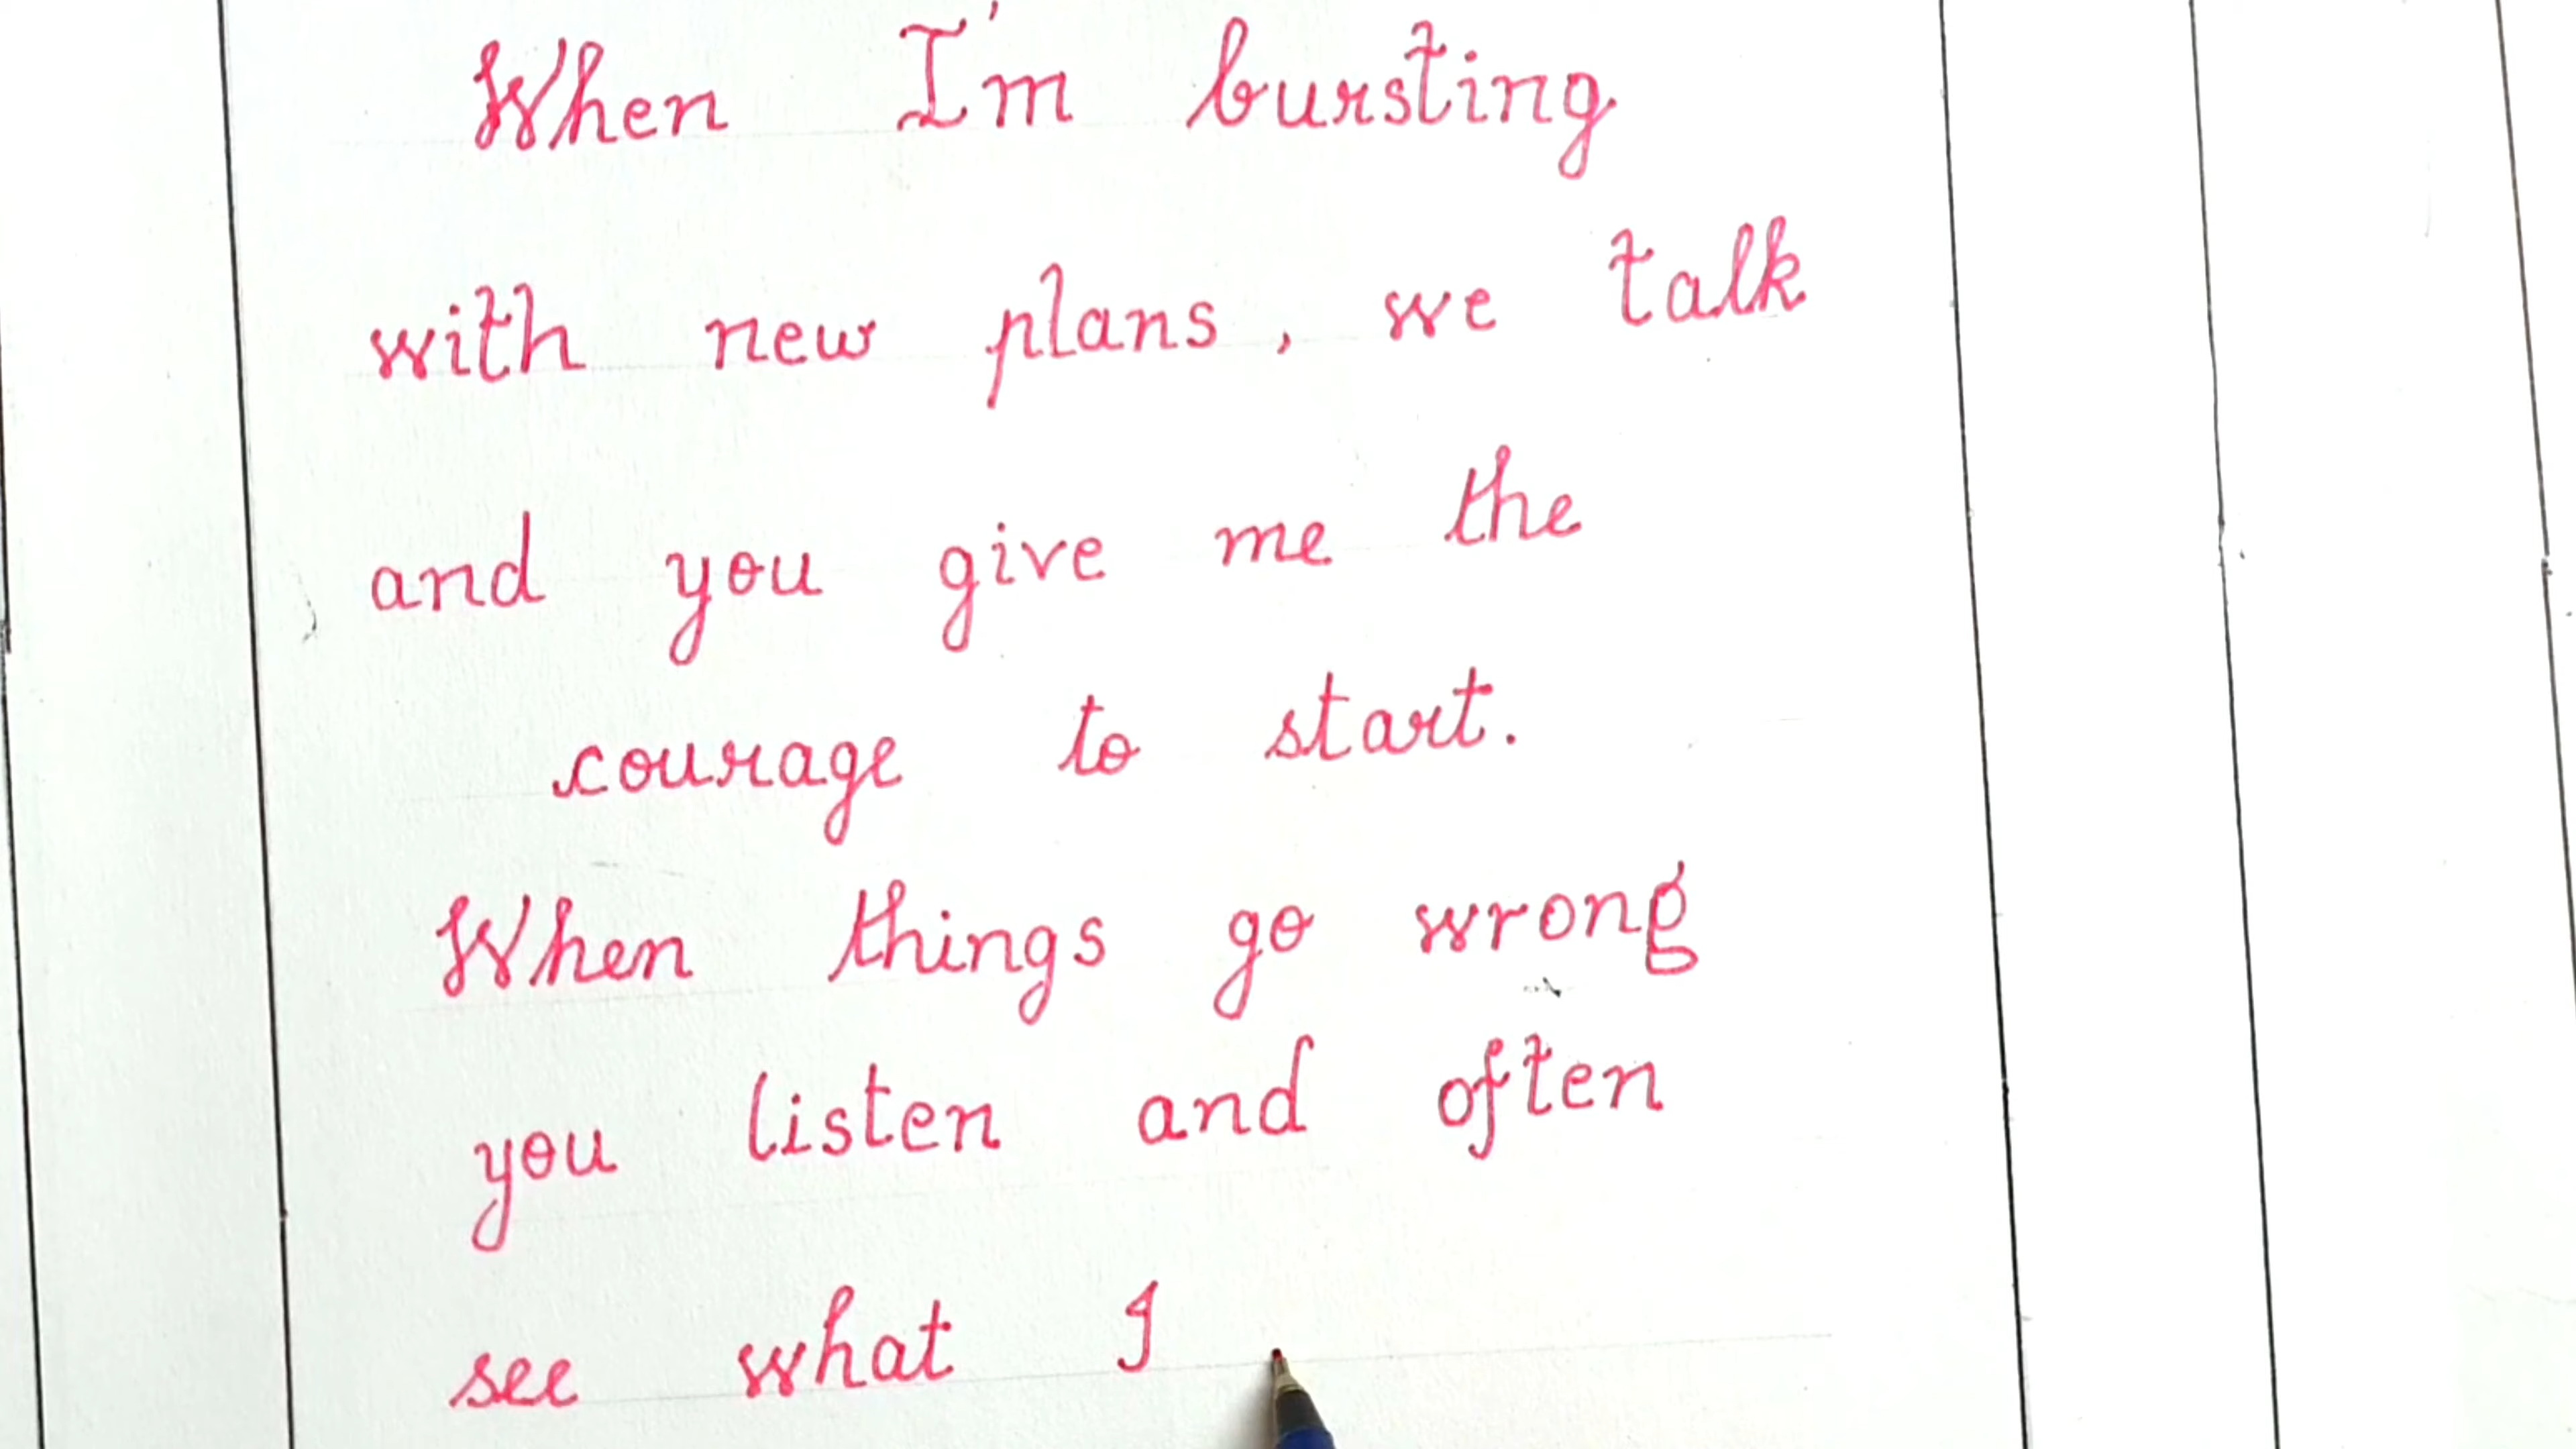 When I'm bursting
with new plans, we talk
and you give me the
courage to start.
When things go wrong
you listen and often
see what I